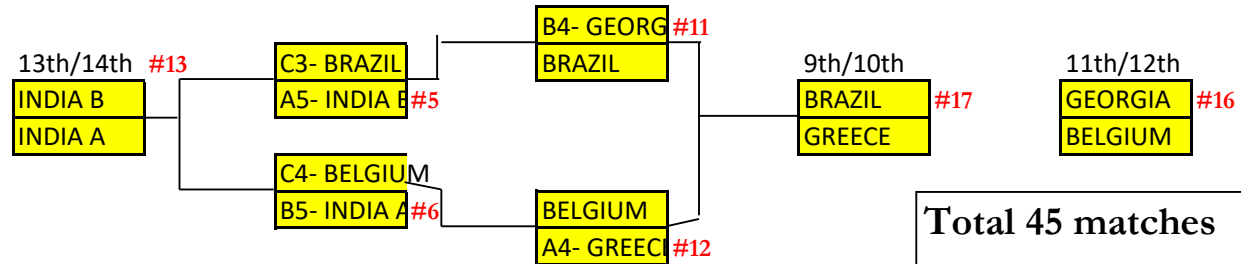 13th/14th #13
INDIA B
INDIA A
C3- BRAZIL
A5- INDIA B #5
C4- BELGIUM
B5- INDIA A #6
B4- GEORG #11
BRAZIL
BELGIUM
A4- GREECE #12
9th/10th
BRAZIL #17
GREECE
11th/12th
GEORGIA #16
BELGIUM
Total 45 matches